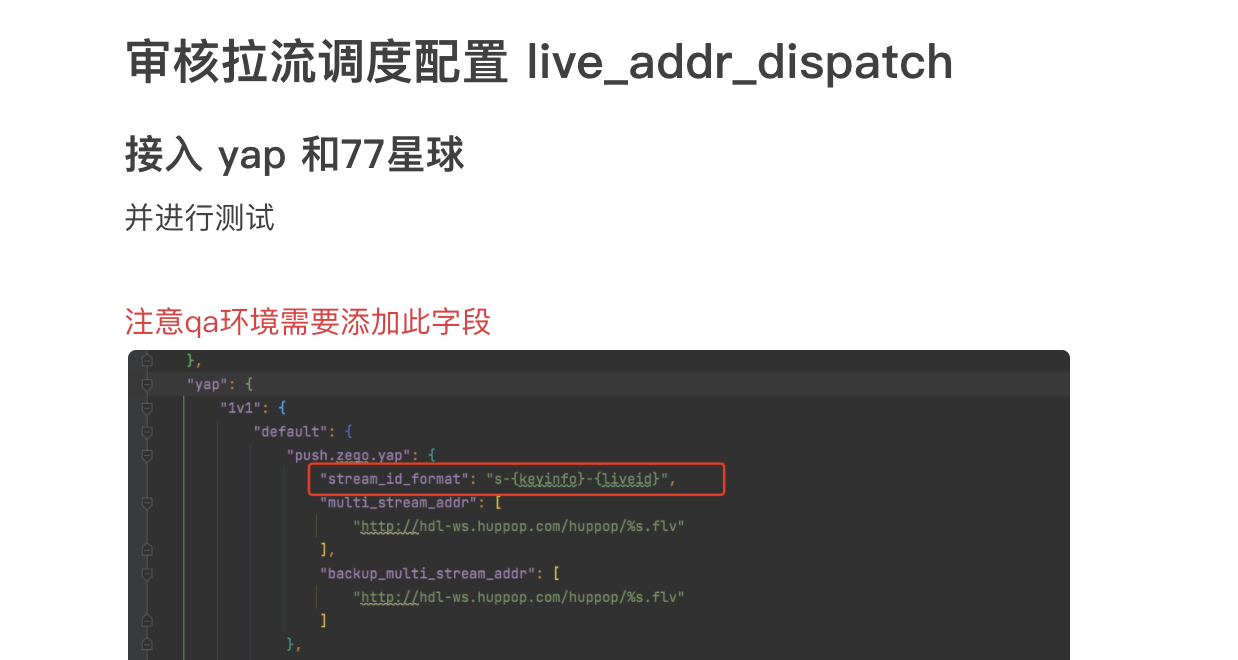 审核拉流调度配置 live_addr_dispatch
接入 yap 和77星球
并进行测试
注意qa环境需要添加此字段
},
"yap": {
"1v1": {
"default": {
"push.zego.yap": {
"stream_id_format": "s-{keyinfo}-{liveid}",
"multi_stream_addr": [
"http://hdl-ws.huppop.com/huppop/%s.flv"
],
"backup_multi_stream_addr": [
"http://hdl-ws.huppop.com/huppop/%s.flv"
]
},